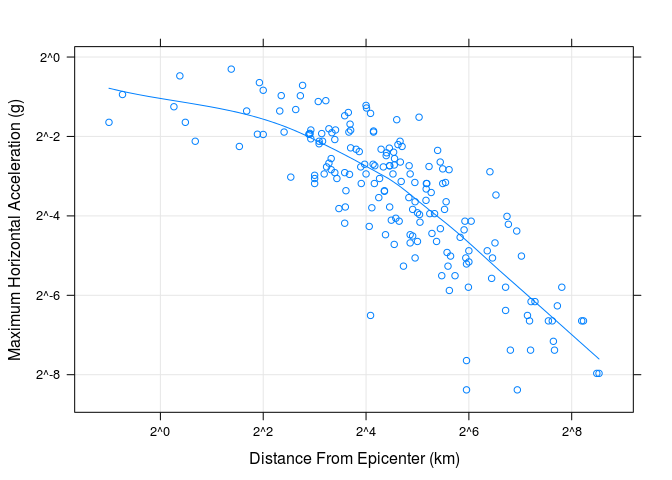 2^0
2^-2
2^-4
2^-6
2^-8
Maximum Horizontal Acceleration (g)
2^0 2^2 2^4 2^6 2^8
Distance From Epicenter (km)